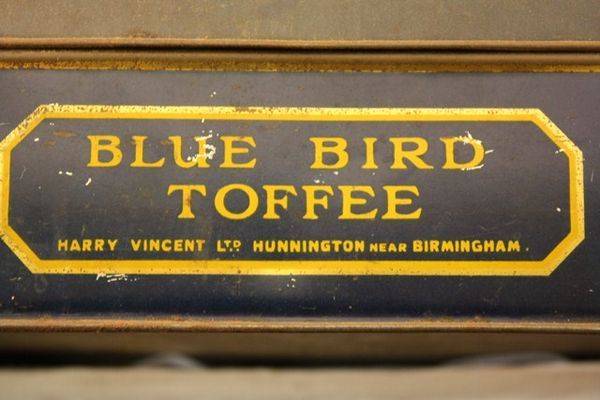 BLUE BIRD
TOFFEE
HARRY VINCENT LTD HUNNINGTON NEAR BIRMINGHAM.